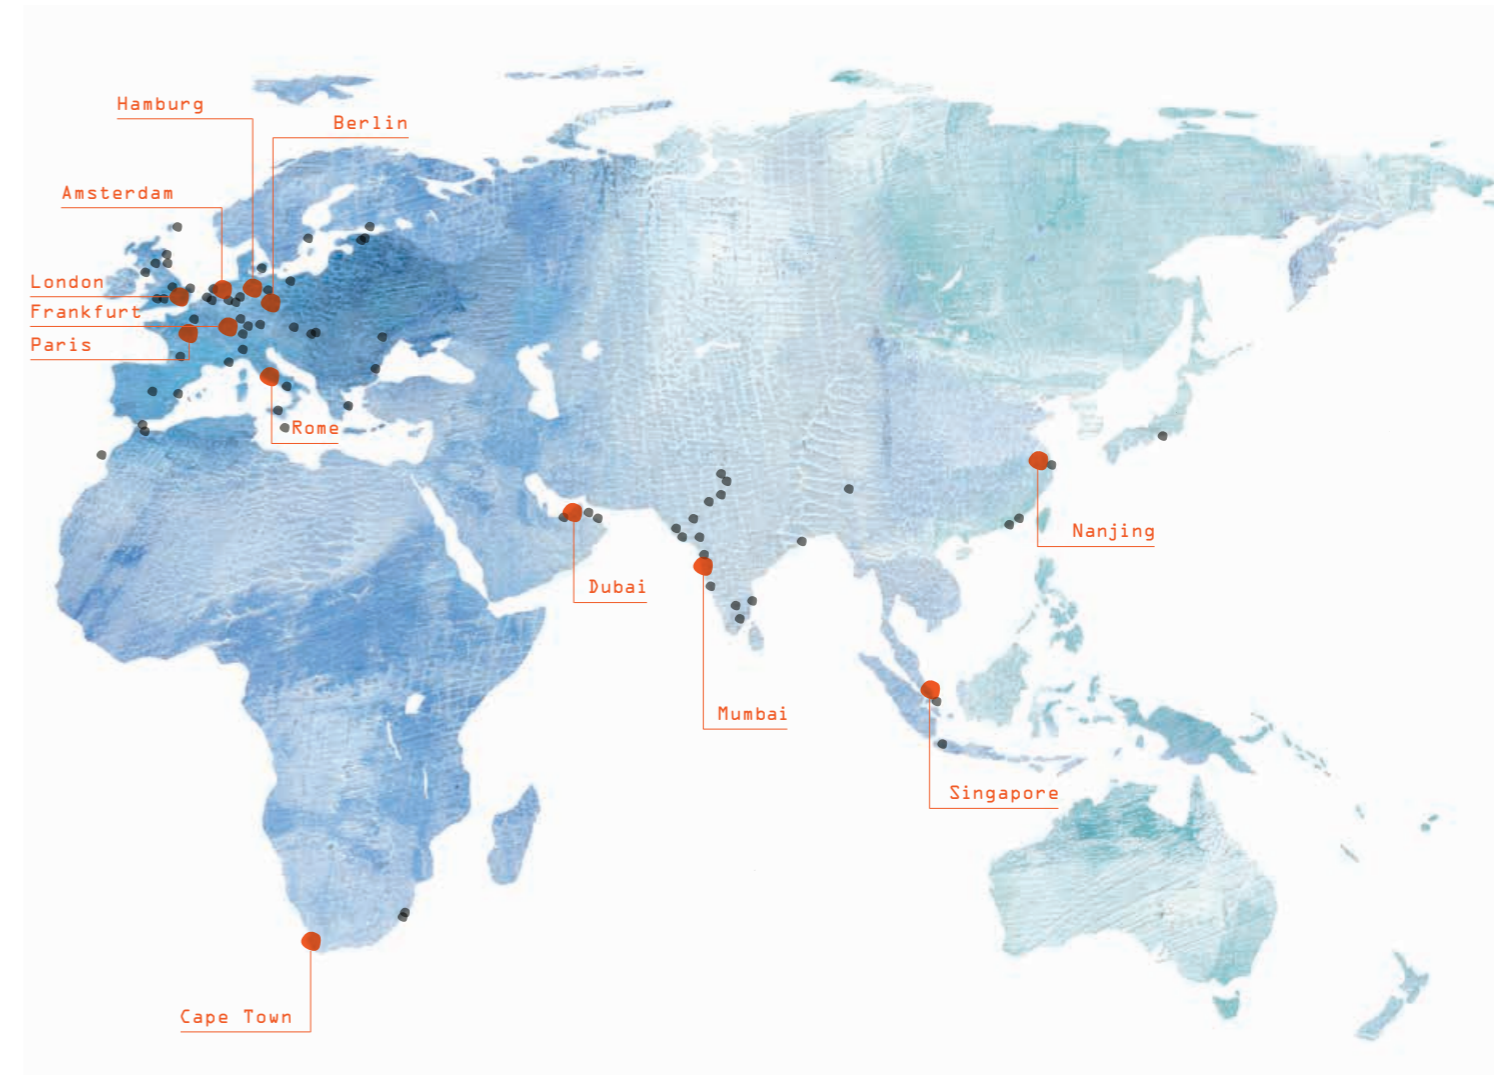 Hamburg
Berlin
Amsterdam
London
Frankfurt
Paris
Rome
Nanjing
Dubai
Mumbai
Singapore
Cape Town